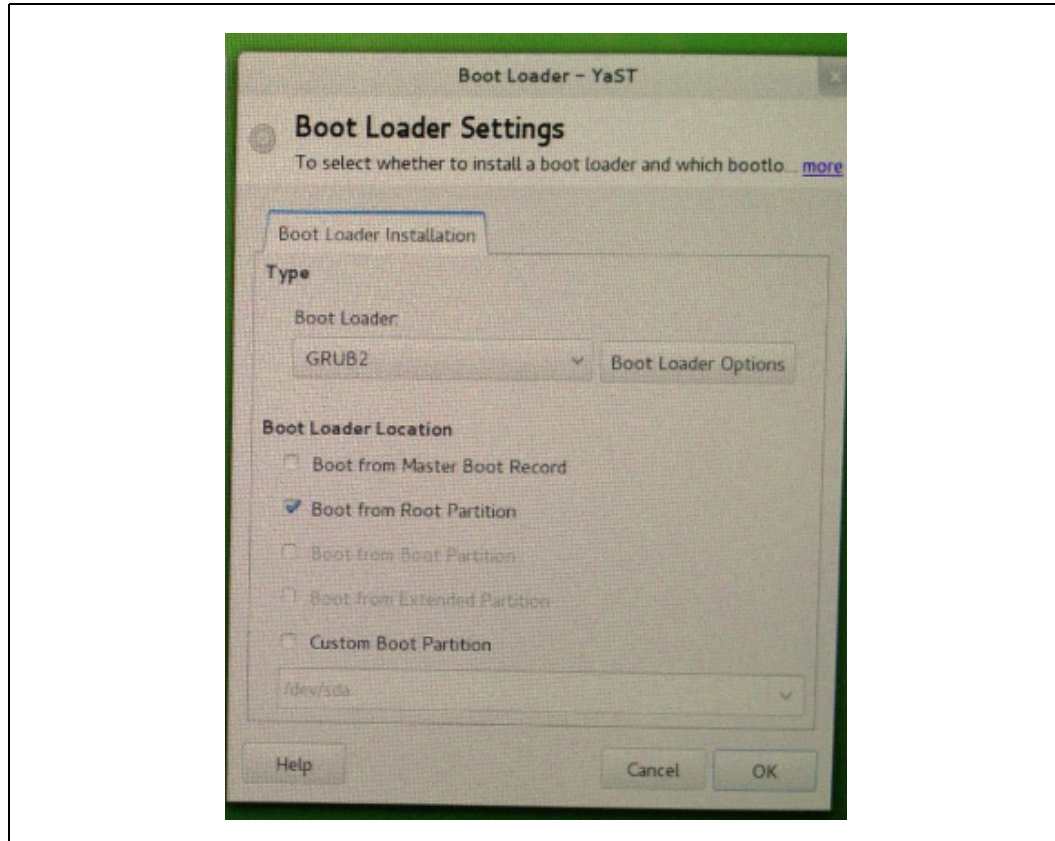 Boot Loader - YaST
Boot Loader Settings
To select whether to install a boot loader and which bootlo... more
Boot Loader Installation
Type
Boot Loader:
GRUB2
Boot Loader Options
Boot Loader Location
Boot from Master Boot Record
Boot from Root Partition
Boot from Boot Partition
Boot from Extended Partition
Custom Boot Partition
/dev/sda
Help
Cancel
OK